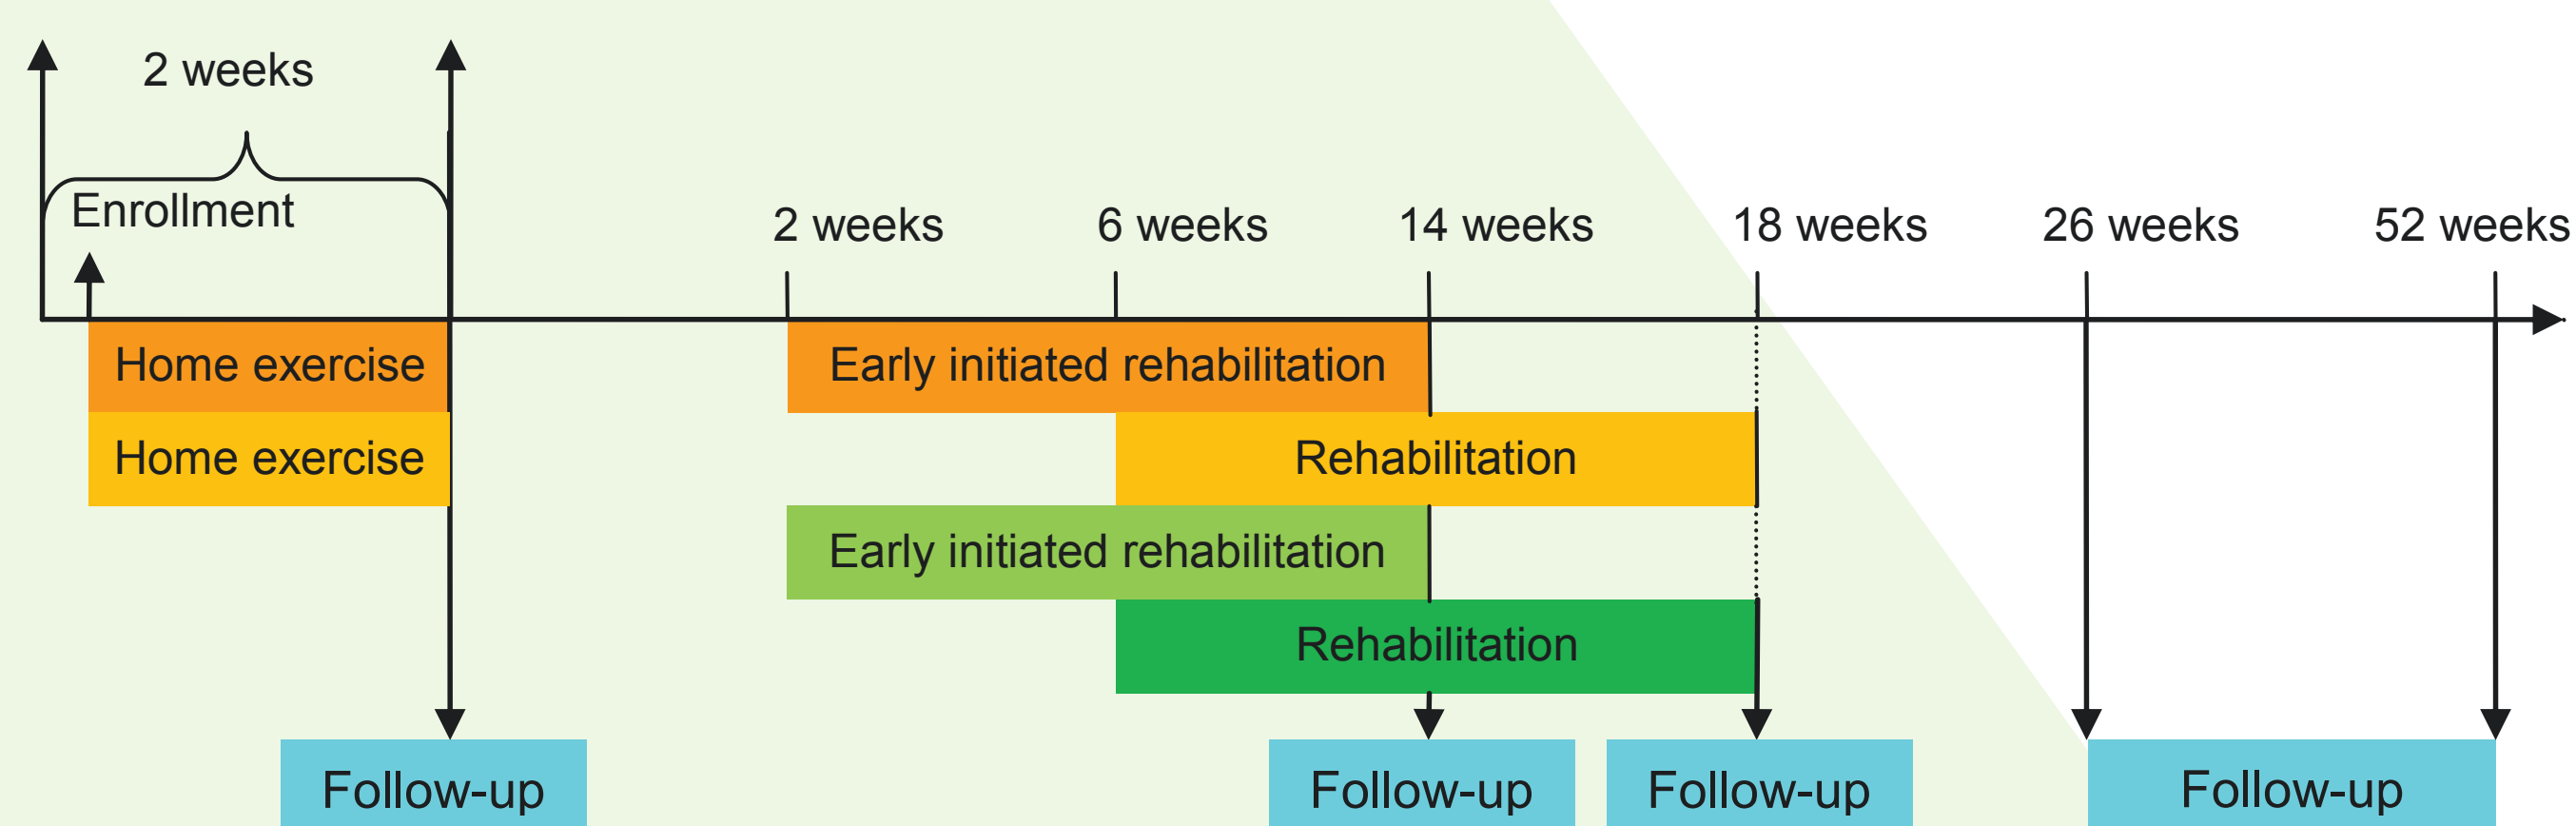 2 weeks
Enrollment
2 weeks
6 weeks
14 weeks
18 weeks
26 weeks
52 weeks
Home exercise
Early initiated rehabilitation
Home exercise
Rehabilitation
Early initiated rehabilitation
Rehabilitation
Follow-up
Follow-up
Follow-up
Follow-up